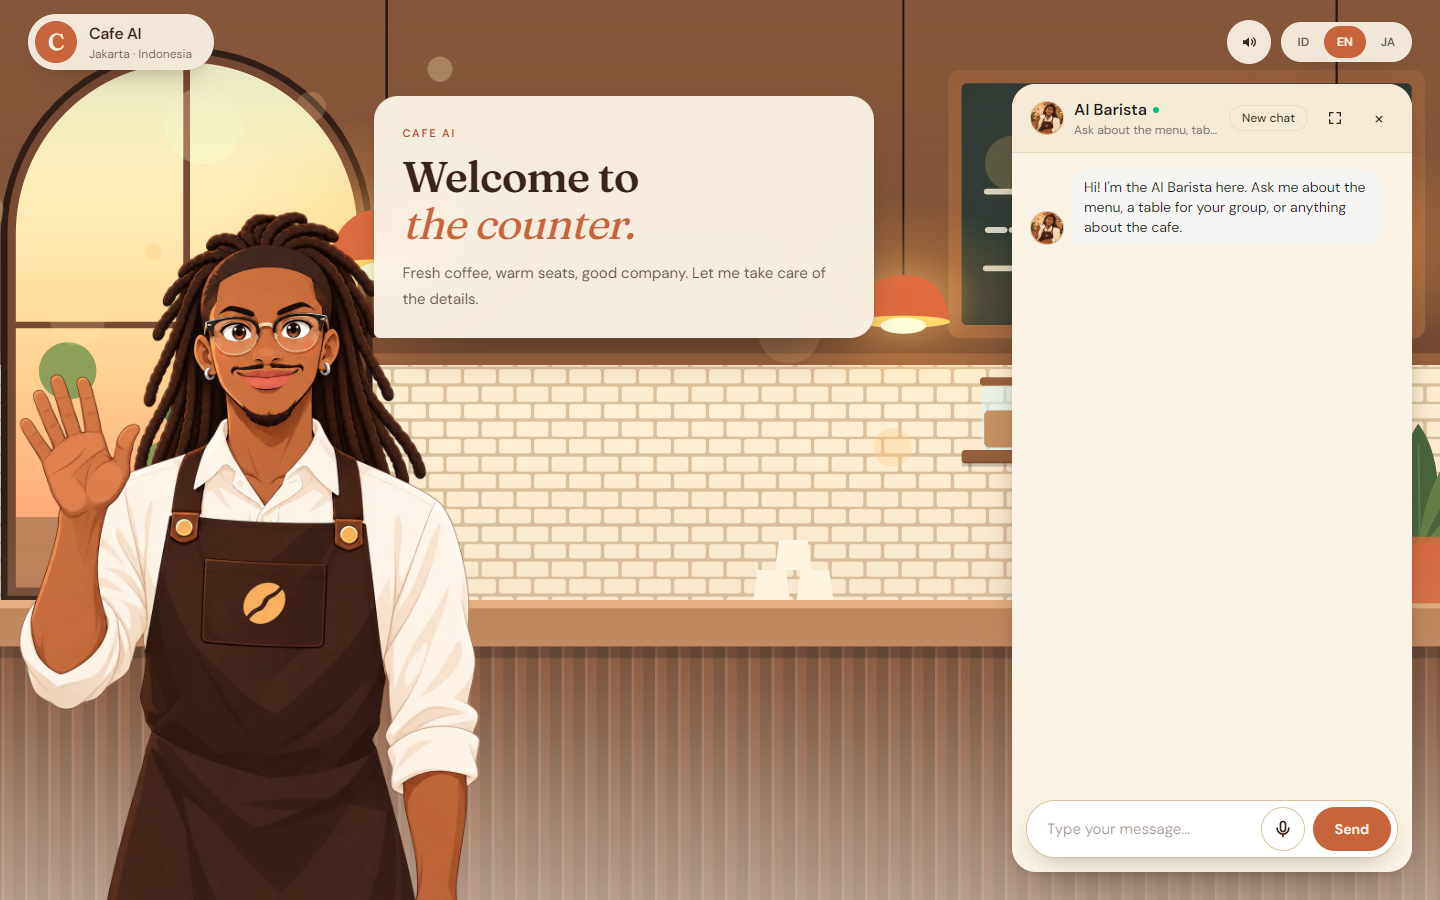 C
Cafe AI
Jakarta · Indonesia
ID
EN
JA
CAFE AI
Welcome to
the counter.
Fresh coffee, warm seats, good company. Let me take care of
the details.
AI Barista
Ask about the menu, tab...
New chat
×
Hi! I'm the AI Barista here. Ask me about the
menu, a table for your group, or anything
about the cafe.
Type your message...
Send